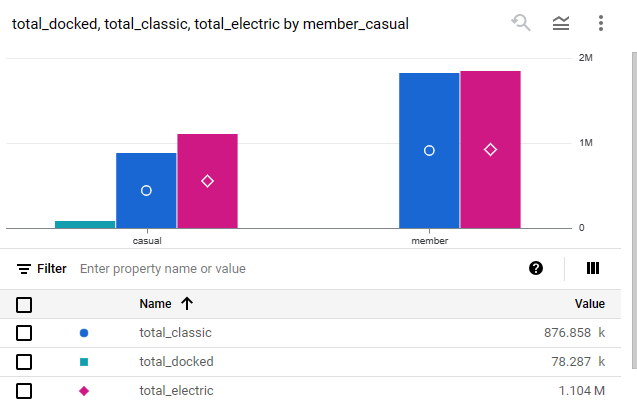 total_docked, total_classic, total_electric by member_casual
2M
1M
0
casual
member
Filter Enter property name or value
Name Value
total_classic 876.858 k
total_docked 78.287 k
total_electric 1.104 M